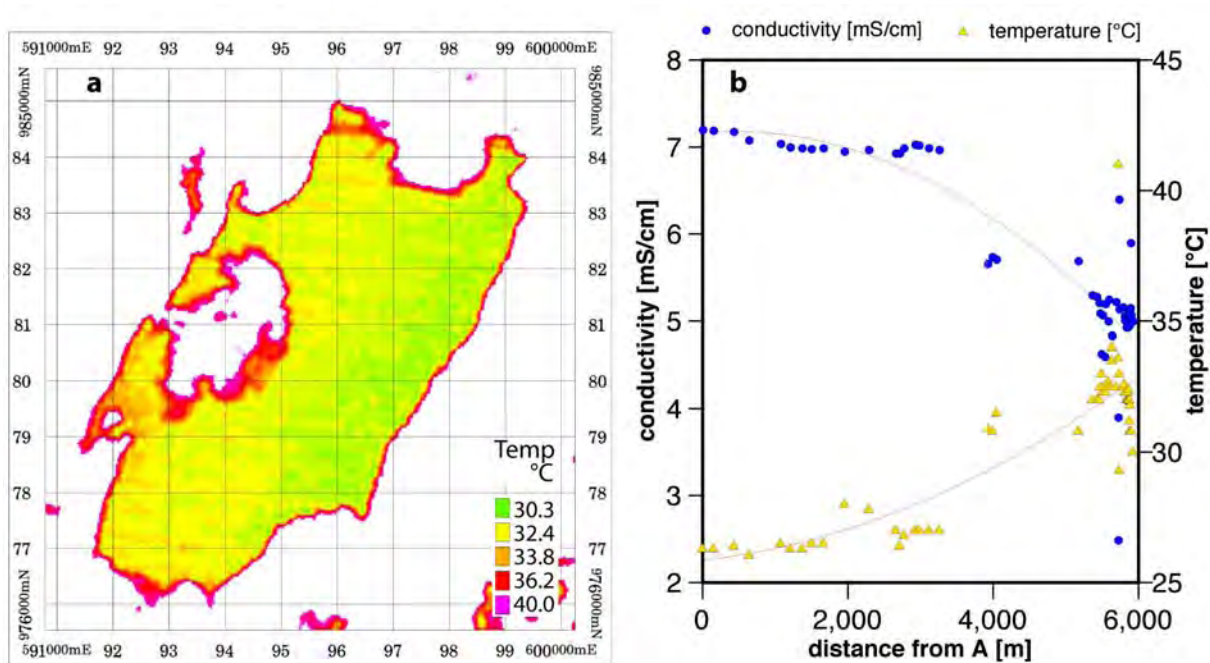 a
591000mE 92 93 94 95 96 97 98 99 600000mE
985000mN
84
83
82
81
80
79
78
77
976000mN
985000mN
84
83
82
81
80
79
78
77
976000mN
591000mE 92 93 94 95 96 97 98 99 600000mE
Temp
°C
30.3
32.4
33.8
36.2
40.0
conductivity [mS/cm] temperature [°C]
b
8
7
6
5
4
3
2
conductivity [mS/cm]
45
40
35
30
25
temperature [°C]
0 2,000 4,000 6,000
distance from A [m]